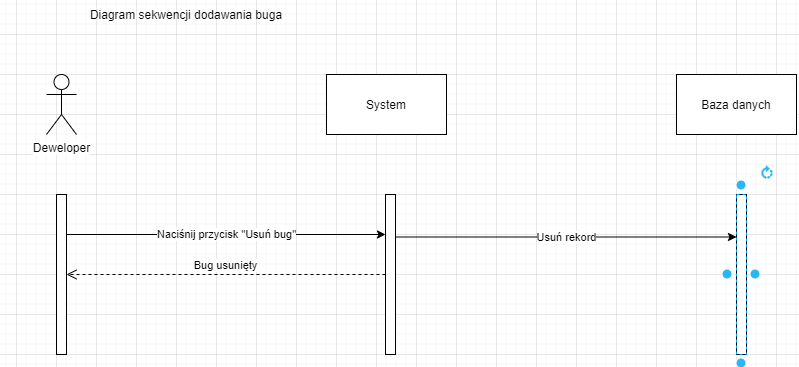 Diagram sekwencji dodawania buga
System
Baza danych
Deweloper
Naciśnij przycisk "Usuń bug"
Usuń rekord
Bug usunięty